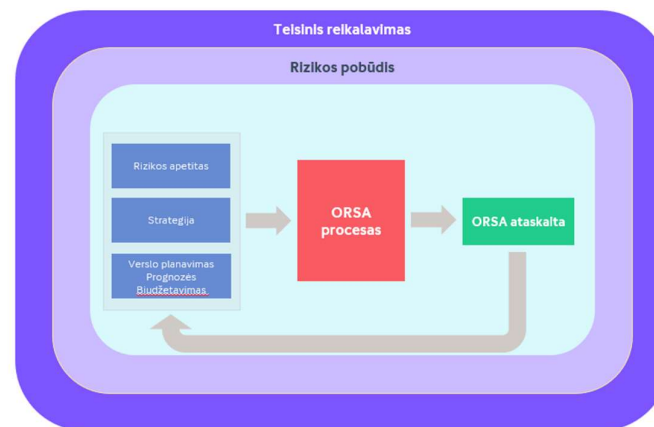 Teisinis reikalavimas
Rizikos pobūdis
Rizikos apetitas
Strategija
Verslo planavimas
Prognozės
Biudžetavimas
ORSA
procesas
ORSA ataskaita